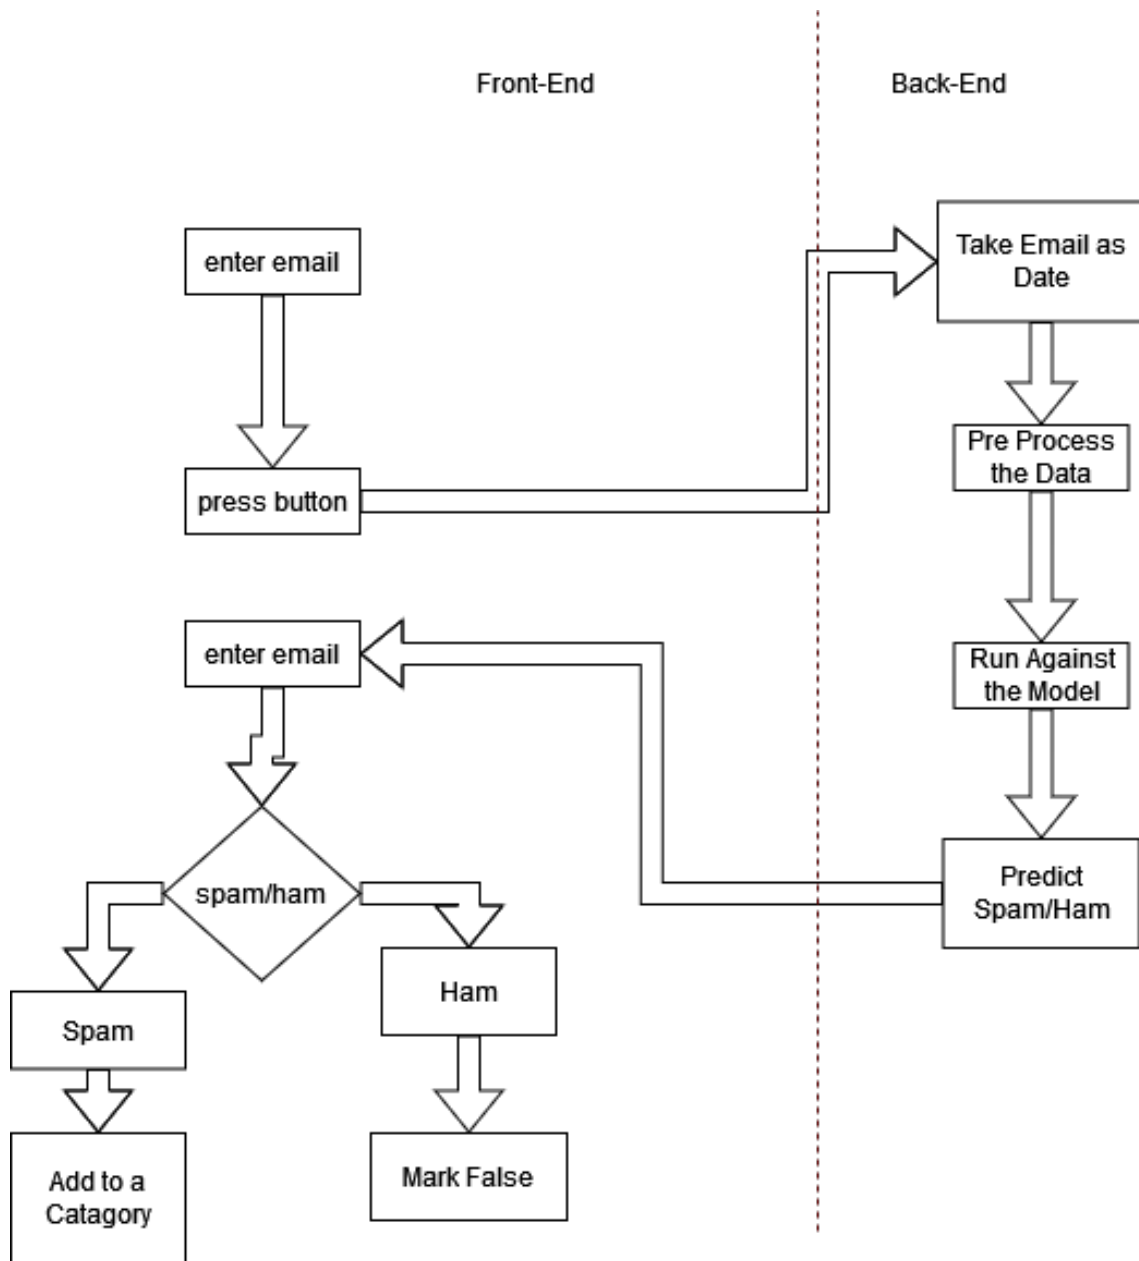 Front-End
Back-End
enter email
press button
Take Email as
Date
Pre Process
the Data
Run Against
the Model
Predict
Spam/Ham
enter email
spam/ham
Spam
Ham
Add to a
Catagory
Mark False